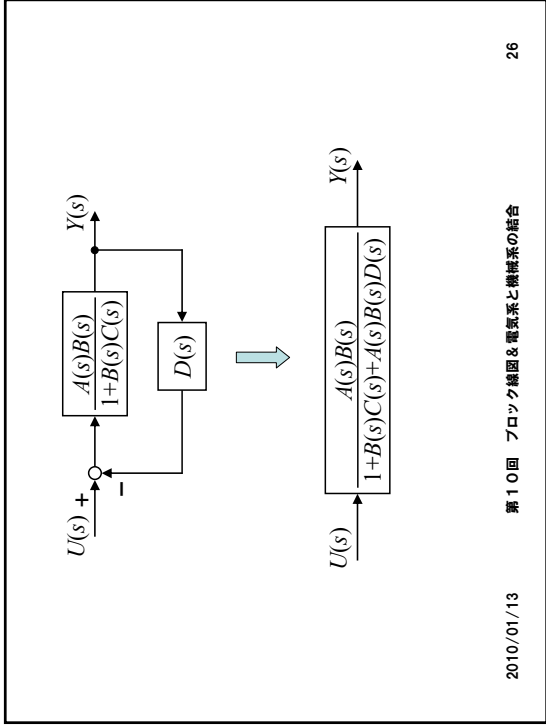 A(s)B(s)
1+B(s)C(s)
U(s) +
Y(s)
−
D(s)
A(s)B(s)
1+B(s)C(s)+A(s)B(s)D(s)
U(s)
Y(s)
2010/01/13 第10回 ブロック線図&電気系と機械系の結合 26